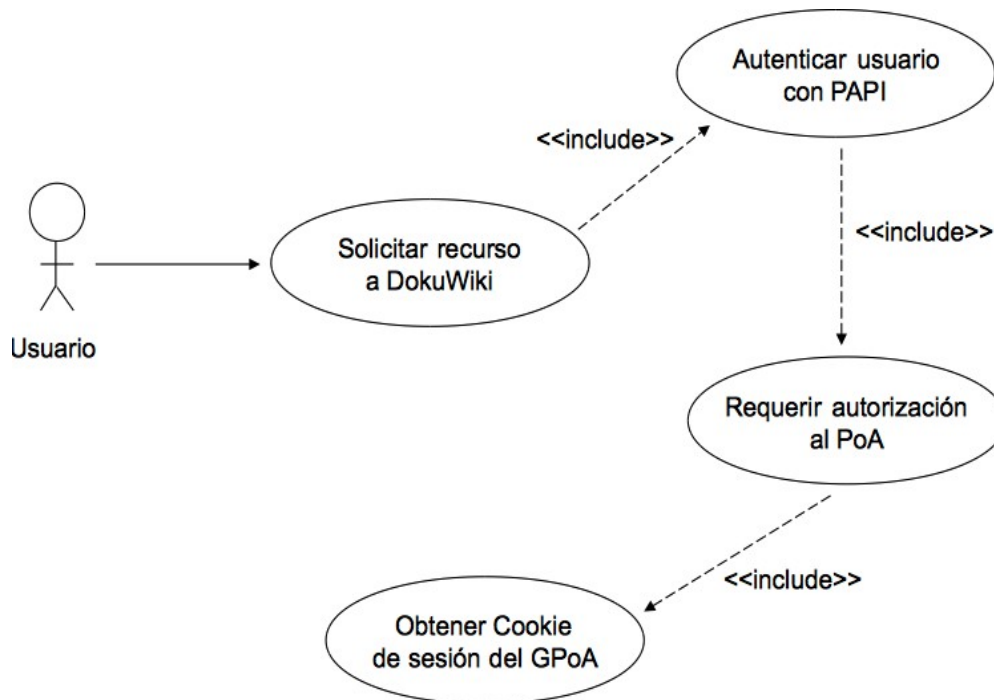 Autenticar usuario
con PAPI
<<include>>
Solicitar recurso
a DokuWiki
<<include>>
Usuario
Requerir autorización
al PoA
<<include>>
Obtener Cookie
de sesión del GPoA